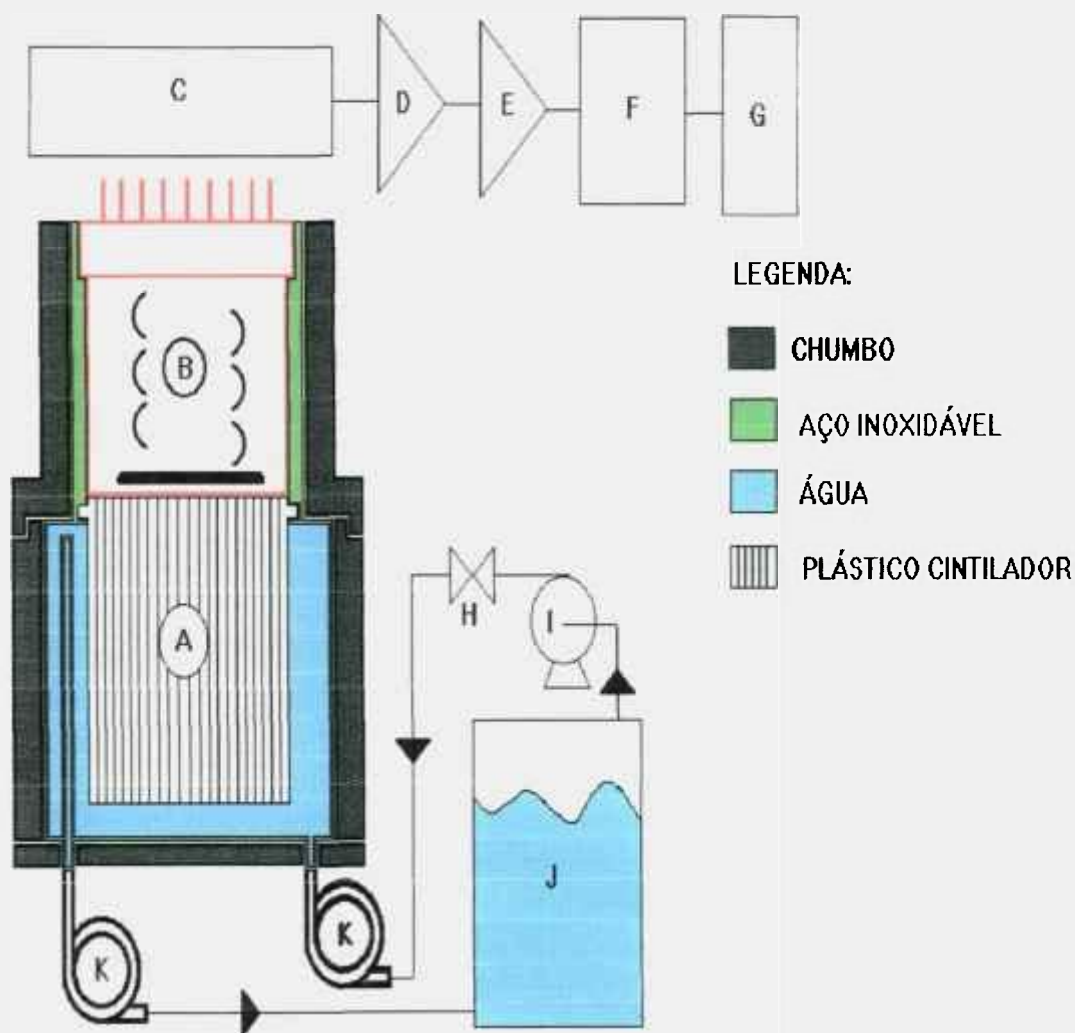 C
D
E
F
G
LEGENDA:
B
CHUMBO
AÇO INOXIDÁVEL
ÁGUA
PLÁSTICO CINTILADOR
H
I
A
J
K
K